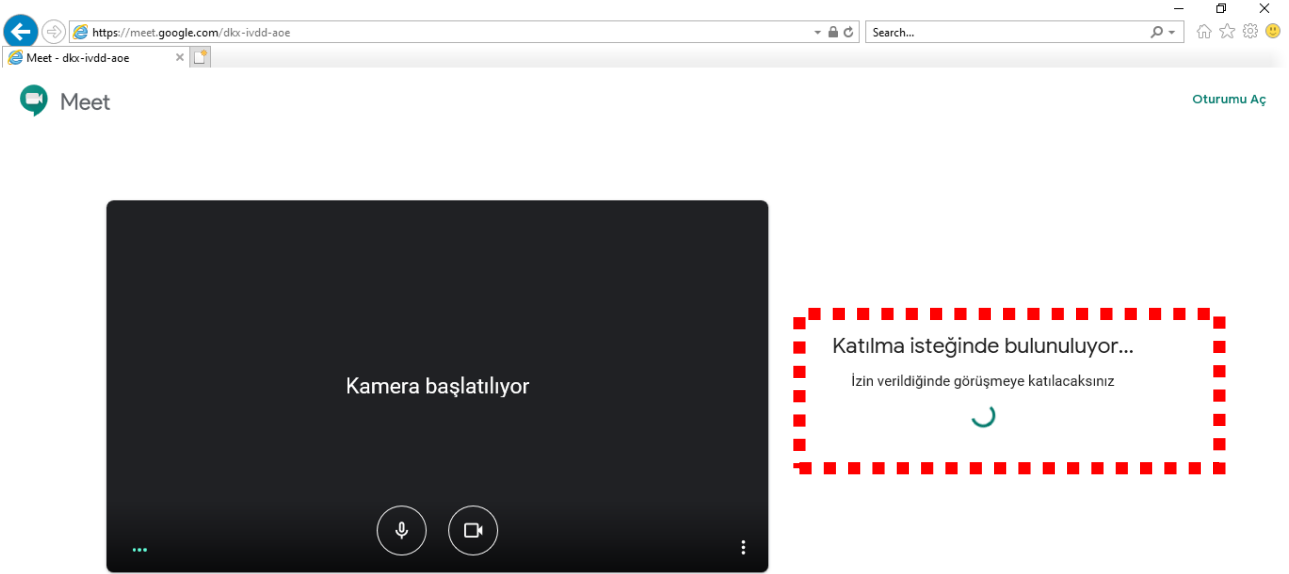 https://meet.google.com/dkx-ivdd-aoe
Search...
Meet - dkx-ivdd-aoe
Meet
Oturumu Aç
Kamera başlatılıyor
Katılma isteğinde bulunuluyor...
İzin verildiğinde görüşmeye katılacaksınız